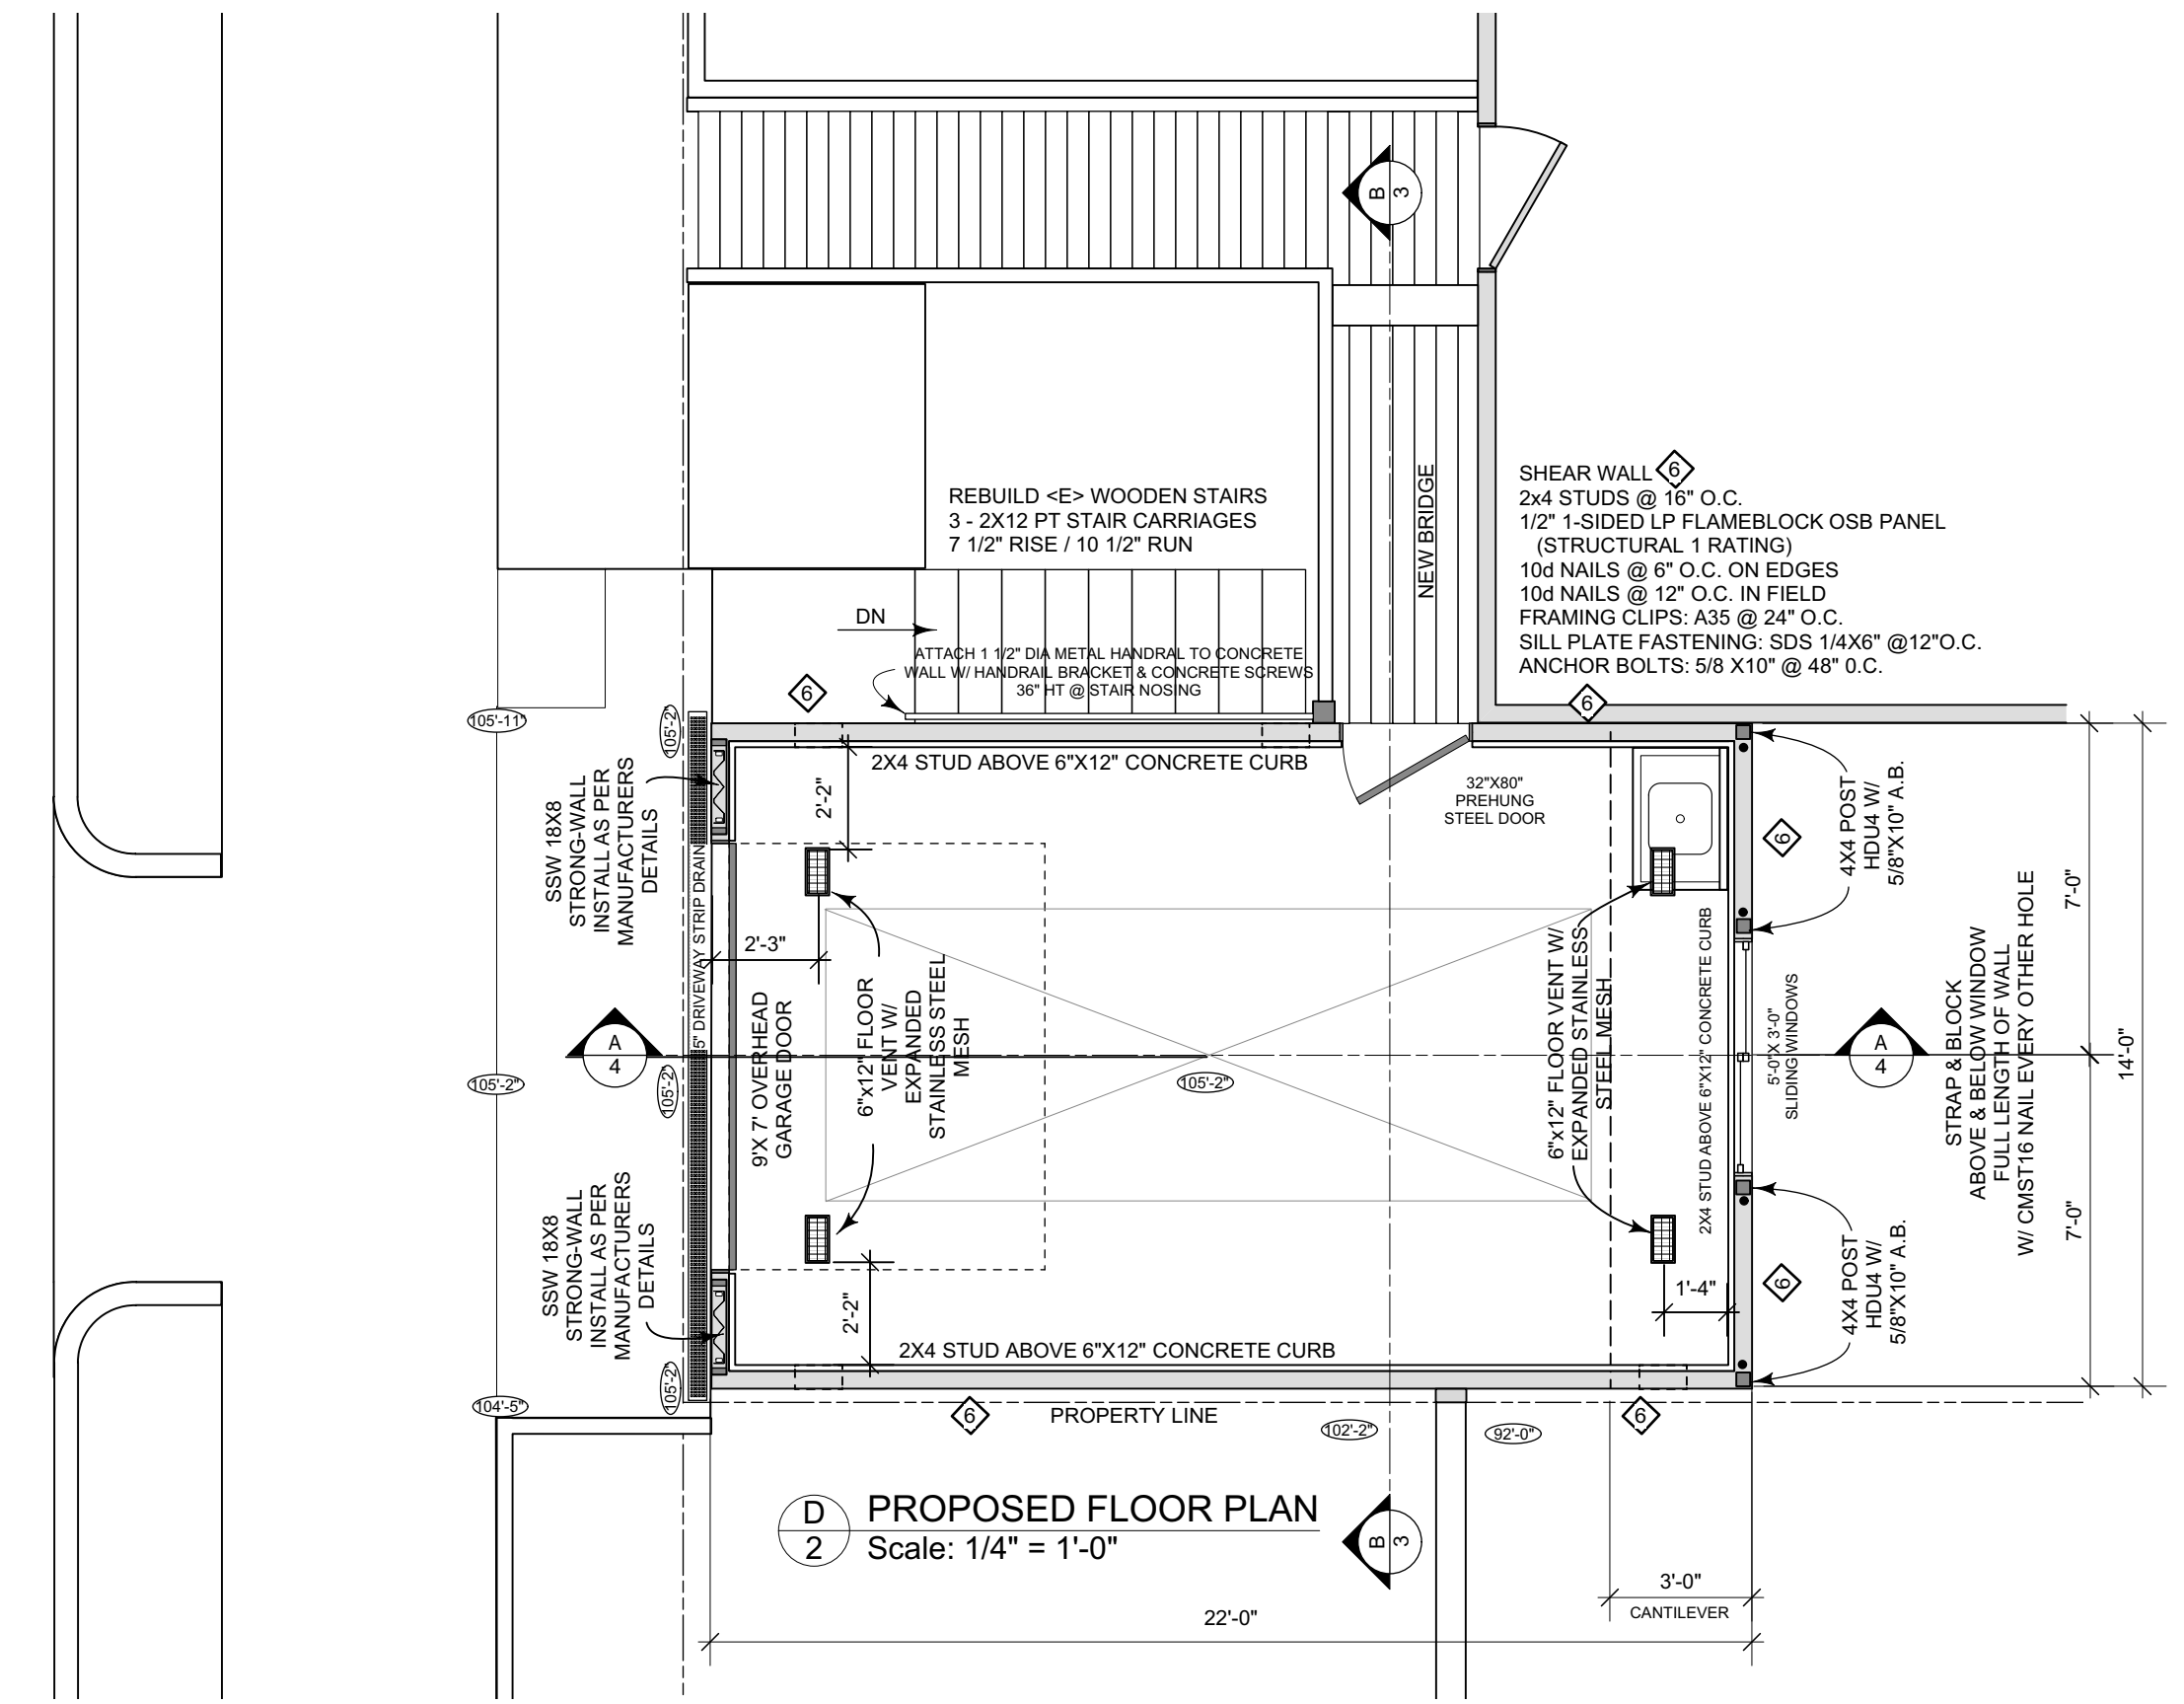 B
3
REBUILD <E> WOODEN STAIRS
3 - 2X12 PT STAIR CARRIAGES
7 1/2" RISE / 10 1/2" RUN
NEW BRIDGE
SHEAR WALL 6
2x4 STUDS @ 16" O.C.
1/2" 1-SIDED LP FLAMEBLOCK OSB PANEL
(STRUCTURAL 1 RATING)
10d NAILS @ 6" O.C. ON EDGES
10d NAILS @ 12" O.C. IN FIELD
FRAMING CLIPS: A35 @ 24" O.C.
SILL PLATE FASTENING: SDS 1/4X6" @12"O.C.
ANCHOR BOLTS: 5/8 X10" @ 48" 0.C.
DN
ATTACH 1 1/2" DIA METAL HANDRAL TO CONCRETE
WALL W/ HANDRAIL BRACKET & CONCRETE SCREWS
36" HT @ STAIR NOSING
6
6
105'-11"
105'-2"
2X4 STUD ABOVE 6"X12" CONCRETE CURB
32"X80"
PREHUNG
STEEL DOOR
SSW 18X8
STRONG-WALL
INSTALL AS PER
MANUFACTURERS
DETAILS
2'-2"
6
4X4 POST
HDU4 W/
5/8"X10" A.B.
7'-0"
5" DRIVEWAY STRIP DRAIN
2'-3"
9'X 7' OVERHEAD
GARAGE DOOR
6"x12" FLOOR
VENT W/
EXPANDED
STAINLESS STEEL
MESH
6"x12" FLOOR VENT W/
EXPANDED STAINLESS
STEEL MESH
2X4 STUD ABOVE 6"X12" CONCRETE CURB
5'-0"X 3'-0"
SLIDING WINDOWS
STRAP & BLOCK
ABOVE & BELOW WINDOW
FULL LENGTH OF WALL
W/ CMST16 NAIL EVERY OTHER HOLE
14'-0"
A
4
A
4
105'-2"
105'-2"
105'-2"
SSW 18X8
STRONG-WALL
INSTALL AS PER
MANUFACTURERS
DETAILS
2'-2"
1'-4"
6
4X4 POST
HDU4 W/
5/8"X10" A.B.
7'-0"
2X4 STUD ABOVE 6"X12" CONCRETE CURB
105'-2"
104'-5"
6
PROPERTY LINE
102'-2"
92'-0"
6
D
2
PROPOSED FLOOR PLAN
Scale: 1/4" = 1'-0"
B
3
3'-0"
CANTILEVER
22'-0"